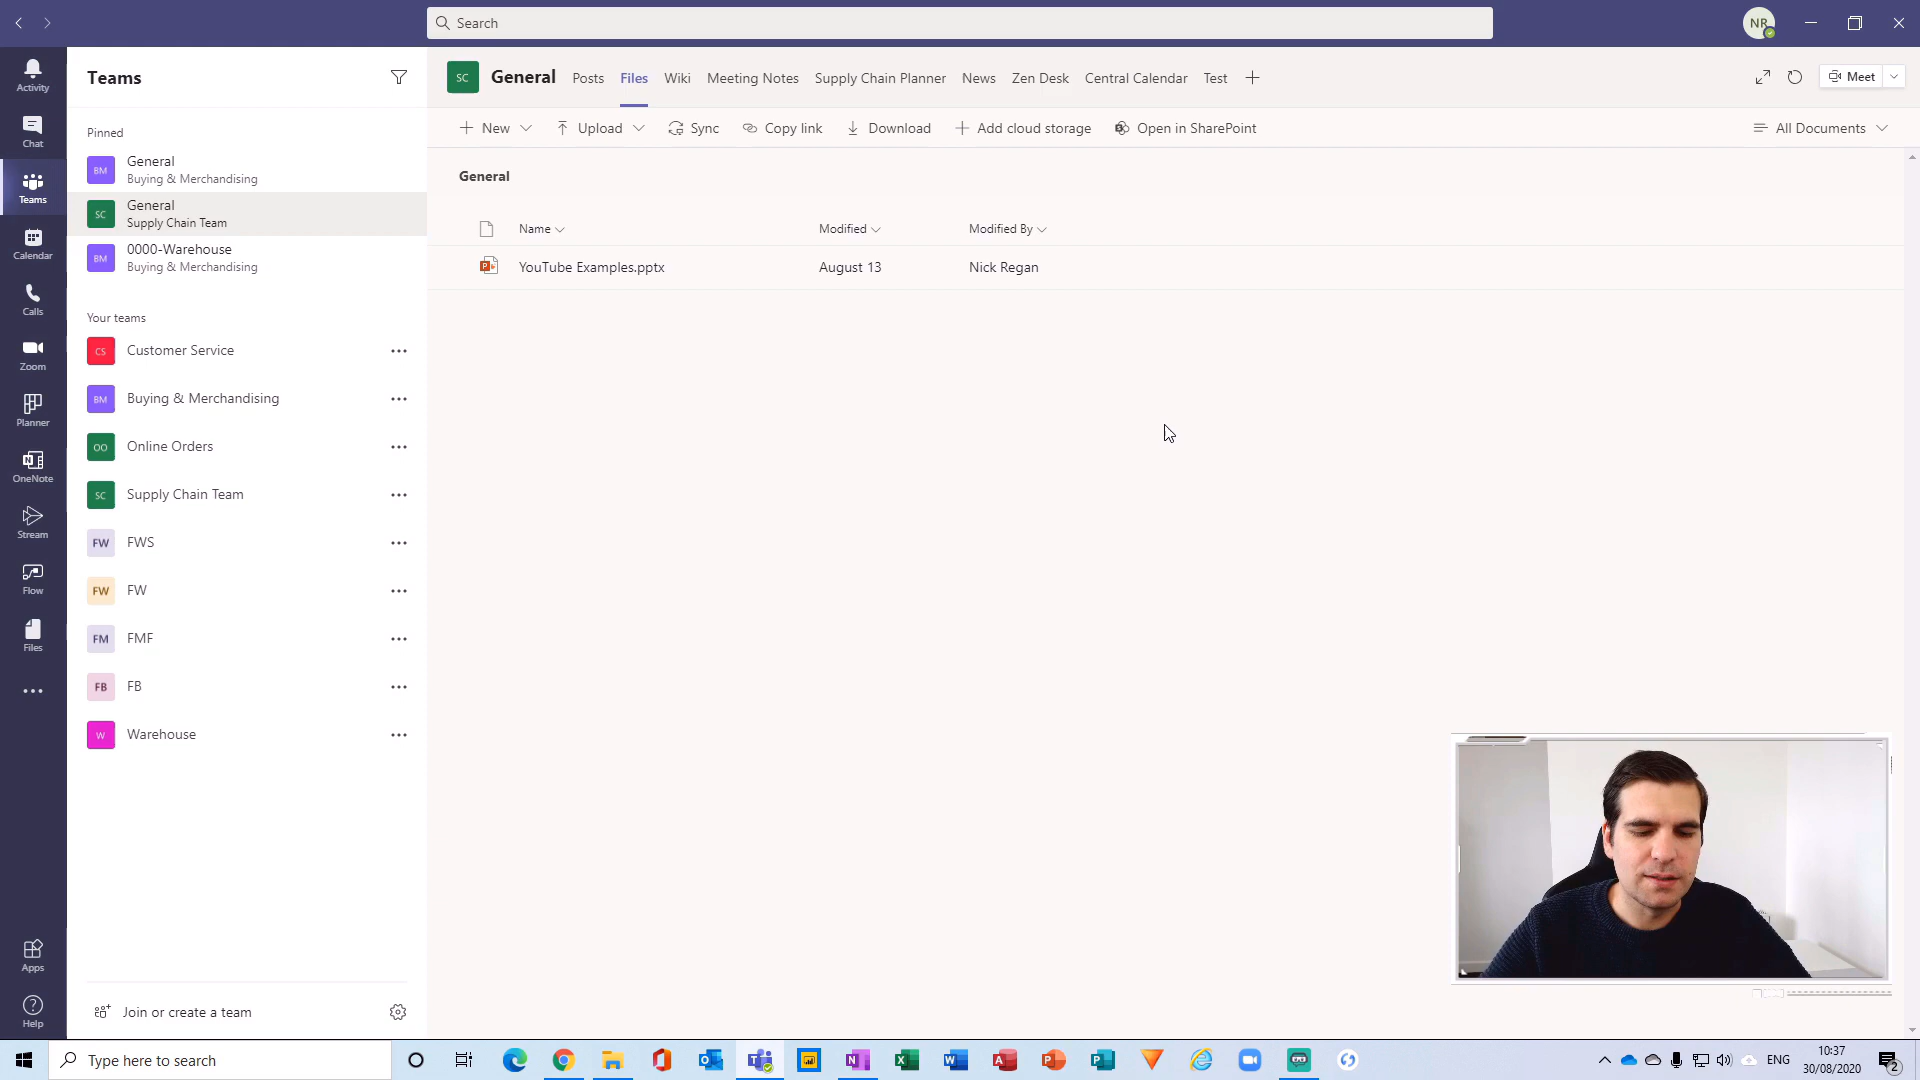 Search
NR
Activity
Chat
Teams
Calendar
Calls
Zoom
Planner
OneNote
Stream
Flow
Files
Apps
Help
Teams
Pinned
BM General
Buying & Merchandising
SC General
Supply Chain Team
BM 0000-Warehouse
Buying & Merchandising
Your teams
CS Customer Service
BM Buying & Merchandising
OO Online Orders
SC Supply Chain Team
FW FWS
FW FW
FM FMF
FB FB
W Warehouse
Join or create a team
SC General Posts Files Wiki Meeting Notes Supply Chain Planner News Zen Desk Central Calendar Test Meet
New Upload Sync Copy link Download Add cloud storage Open in SharePoint All Documents
General
Name Modified Modified By
YouTube Examples.pptx August 13 Nick Regan
Type here to search
ENG
10:37
30/08/2020
2